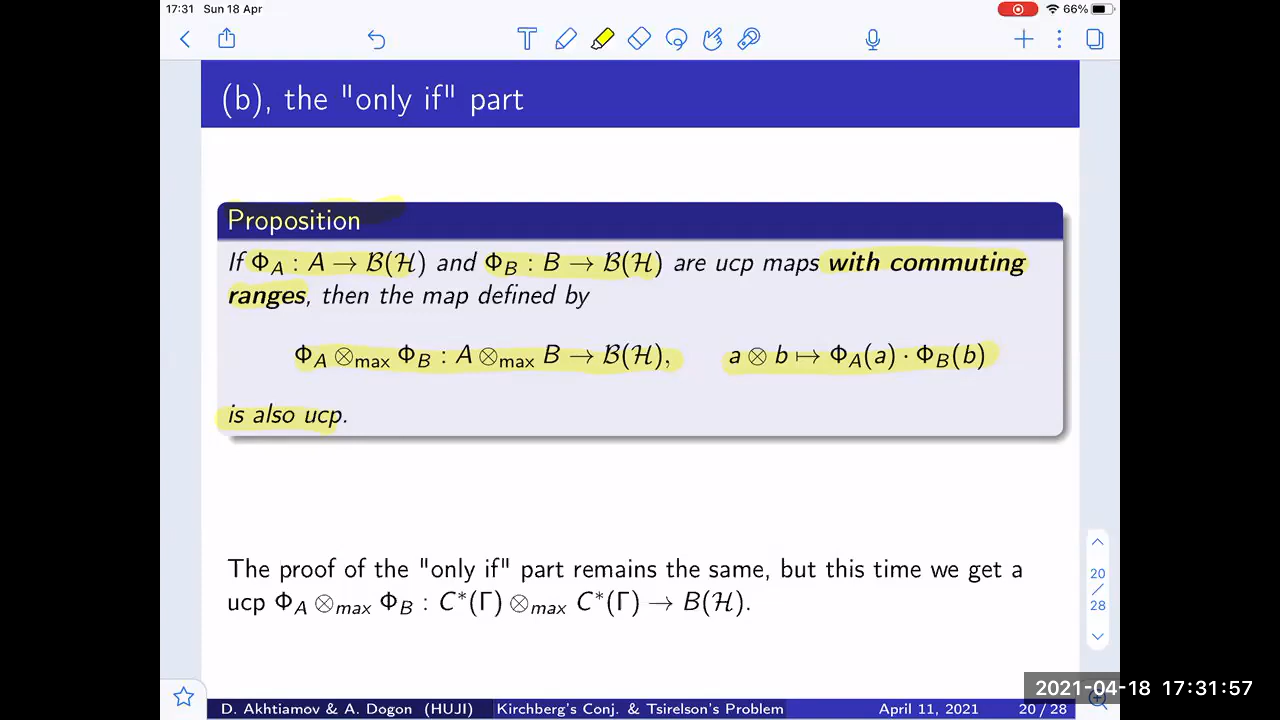 17:31 Sun 18 Apr
66%
(b), the "only if" part
Proposition
If Φ_A : A → B(H) and Φ_B : B → B(H) are ucp maps with commuting
ranges, then the map defined by
Φ_A ⊗_max Φ_B : A ⊗_max B → B(H), a ⊗ b ↦ Φ_A(a) · Φ_B(b)
is also ucp.
The proof of the "only if" part remains the same, but this time we get a
ucp Φ_A ⊗_max Φ_B : C*(Γ) ⊗_max C*(Γ) → B(H).
20
/
28
2021-04-18 17:31:57
D. Akhtiamov & A. Dogon (HUJI) Kirchberg's Conj. & Tsirelson's Problem April 11, 2021 20 / 28